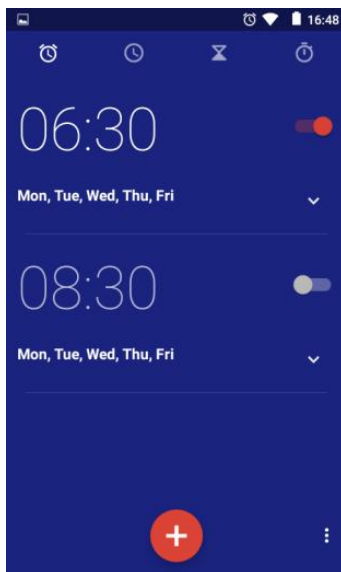 16:48
06:30
Mon, Tue, Wed, Thu, Fri
08:30
Mon, Tue, Wed, Thu, Fri